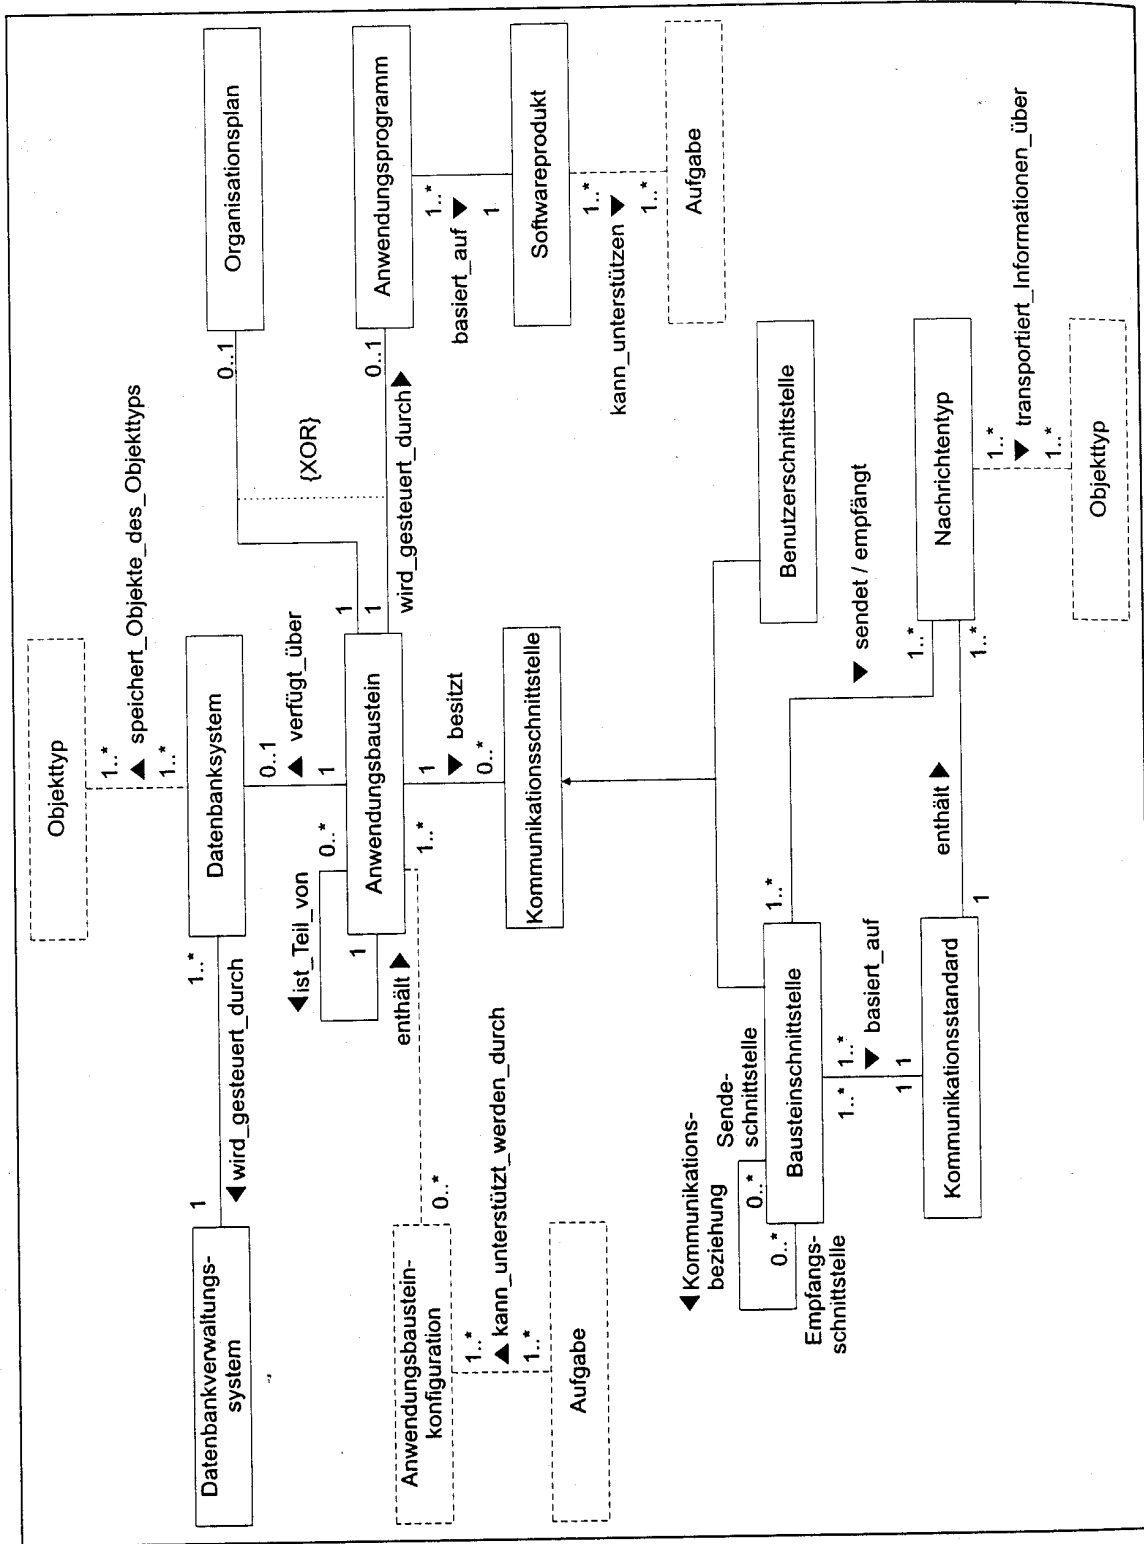 Objekttyp
1..*
speichert_Objekte_des_Objekttyps
1..*
Datenbankverwaltungs-
system
1
wird_gesteuert_durch
1..*
Datenbanksystem
Organisationsplan
0..1
0..1
verfügt_über
1
{XOR}
ist_Teil_von
0..*
1
enthält
Anwendungsbaustein
1
1
wird_gesteuert_durch
0..1
Anwendungsprogramm
Anwendungsbaustein-
konfiguration
0..*
1..*
1
besitzt
0..*
1..*
basiert_auf
1
1..*
kann_unterstützt_werden_durch
1..*
Aufgabe
Kommunikationsschnittstelle
Softwareprodukt
1..*
kann_unterstützen
1..*
Aufgabe
Kommunikations-
beziehung
Sende-
schnittstelle
0..*
0..*
Empfangs-
schnittstelle
Bausteinschnittstelle
Benutzerschnittstelle
1..*
sendet / empfängt
1..*
1..*
1..*
basiert_auf
1
1
Kommunikationsstandard
1
enthält
1..*
Nachrichtentyp
1..*
transportiert_Informationen_über
1..*
Objekttyp